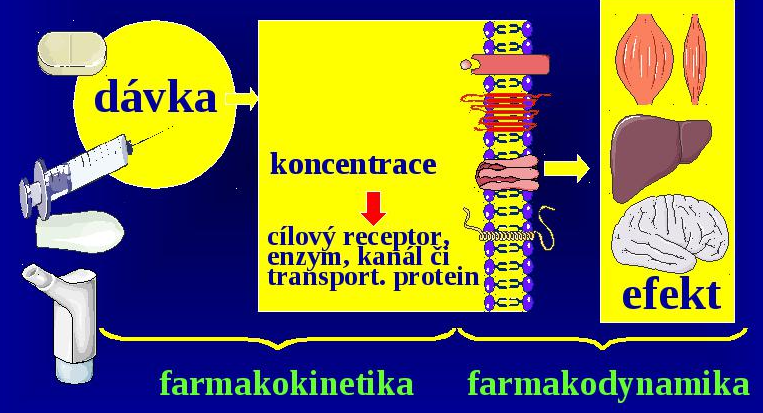 dávka
koncentrace
cílový receptor,
enzym, kanál či
transport. protein
efekt
farmakokinetika
farmakodynamika